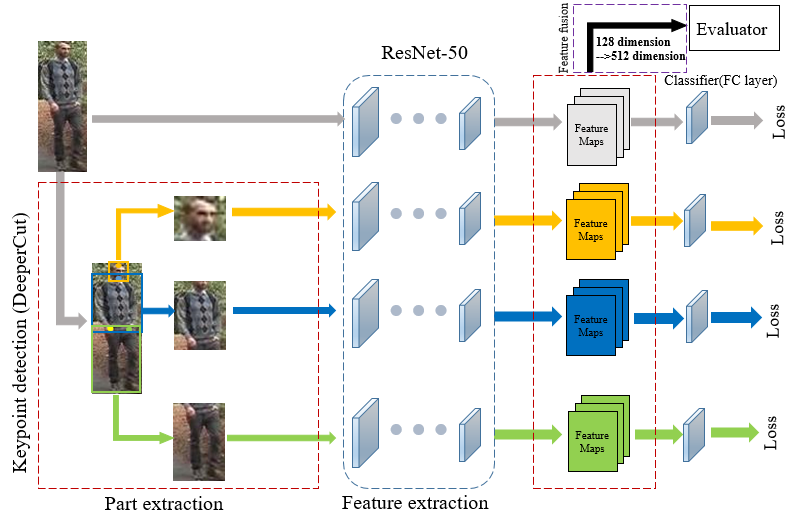 Feature fusion
128 dimension
-->512 dimension
Evaluator
ResNet-50
Classifier(FC layer)
Feature
Maps
Loss
Feature
Maps
Loss
Feature
Maps
Loss
Feature
Maps
Loss
Keypoint detection (DeeperCut)
Part extraction
Feature extraction